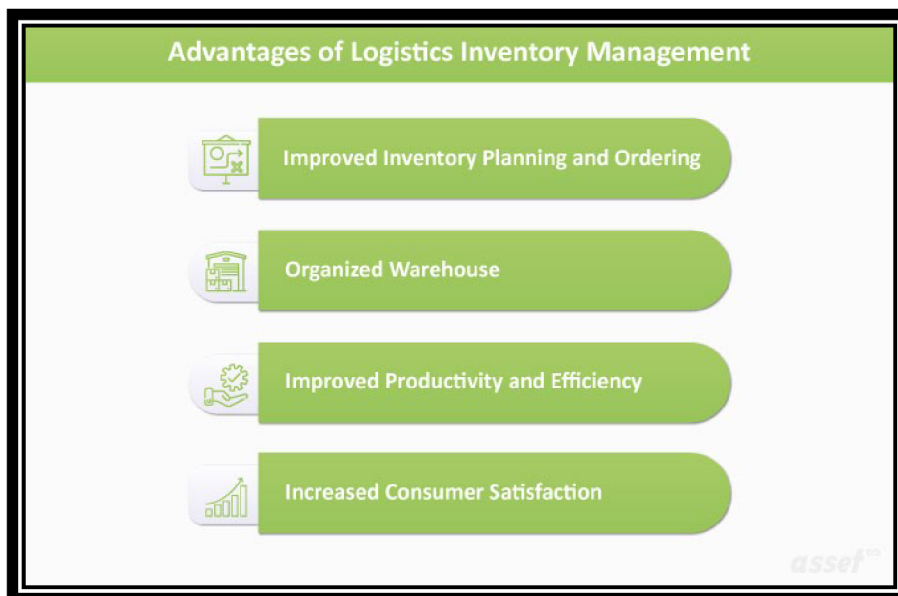 Advantages of Logistics Inventory Management
Improved Inventory Planning and Ordering
Organized Warehouse
Improved Productivity and Efficiency
Increased Consumer Satisfaction